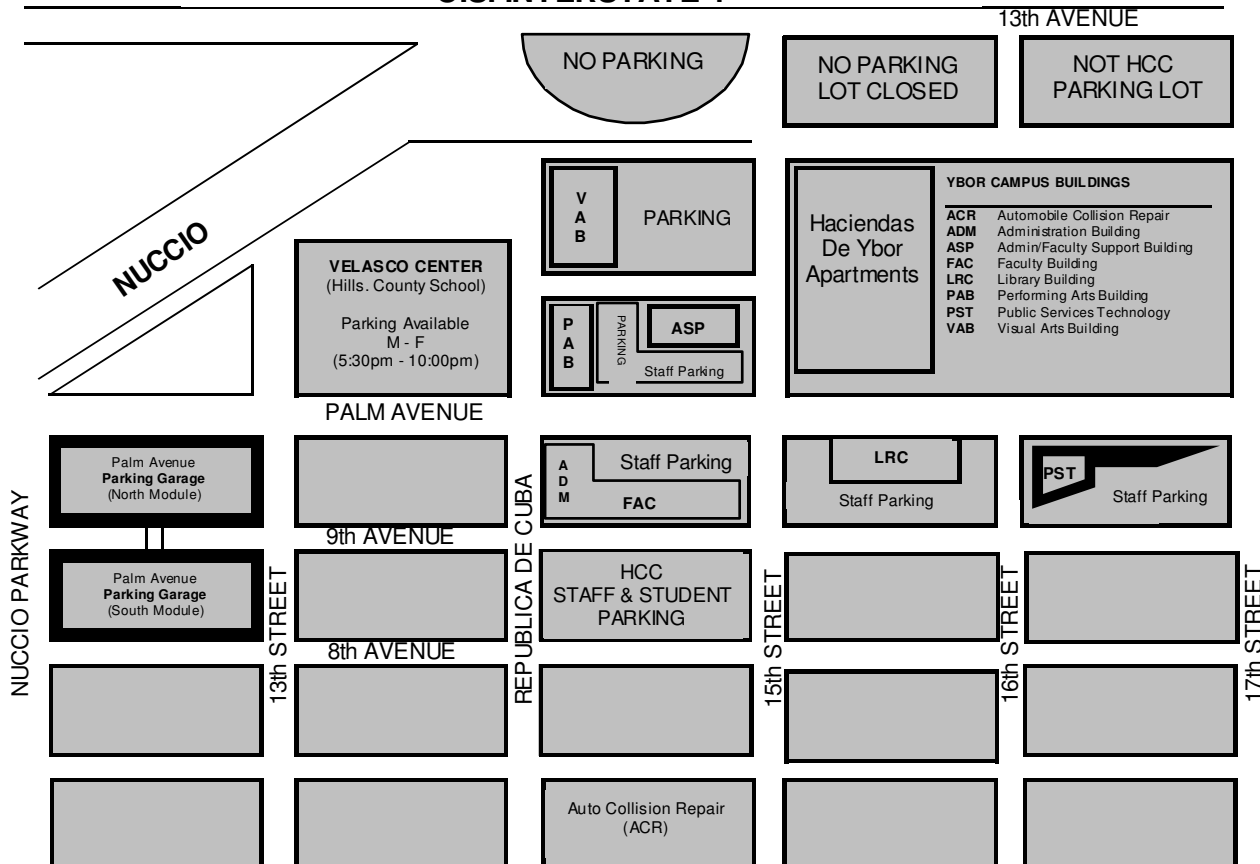 13th AVENUE
NO PARKING
NO PARKING
LOT CLOSED
NOT HCC
PARKING LOT
NUCCIO
VELASCO CENTER
(Hills. County School)
Parking Available
M - F
(5:30pm - 10:00pm)
V
A
B
PARKING
P
A
B
PARKING
ASP
Staff Parking
Haciendas
De Ybor
Apartments
YBOR CAMPUS BUILDINGS
ACR Automobile Collision Repair
ADM Administration Building
ASP Admin/Faculty Support Building
FAC Faculty Building
LRC Library Building
PAB Performing Arts Building
PST Public Services Technology
VAB Visual Arts Building
PALM AVENUE
Palm Avenue
Parking Garage
(North Module)
A
D
M
Staff Parking
FAC
LRC
Staff Parking
PST
Staff Parking
NUCCIO PARKWAY
9th AVENUE
REPUBLICA DE CUBA
Palm Avenue
Parking Garage
(South Module)
13th STREET
HCC
STAFF & STUDENT
PARKING
15th STREET
16th STREET
17th STREET
8th AVENUE
Auto Collision Repair
(ACR)